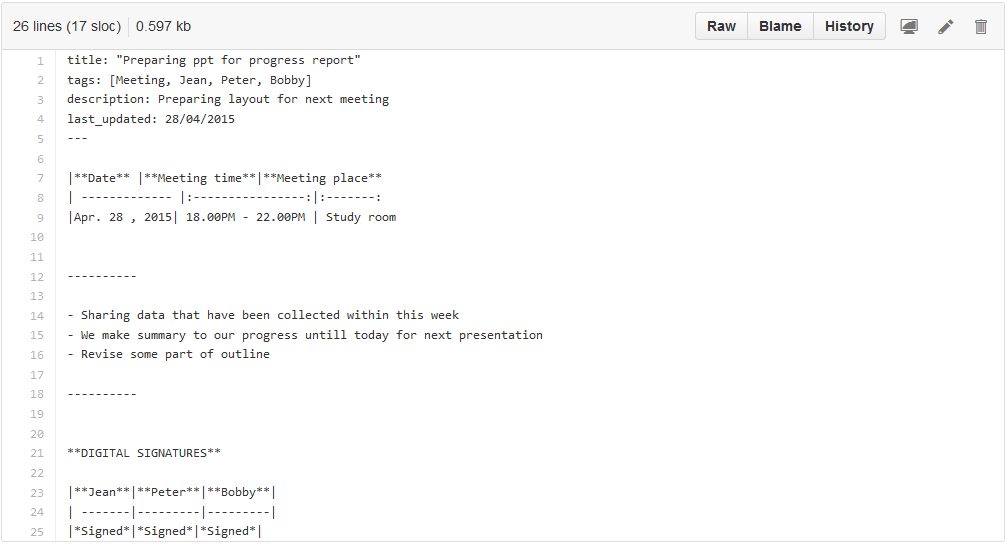 26 lines (17 sloc) 0.597 kb Raw Blame History
1 title: "Preparing ppt for progress report"
2 tags: [Meeting, Jean, Peter, Bobby]
3 description: Preparing layout for next meeting
4 last_updated: 28/04/2015
5 ---
6
7 |**Date** |**Meeting time**|**Meeting place**
8 | ------------- |:----------------:|:-------:
9 |Apr. 28 , 2015| 18.00PM - 22.00PM | Study room
10
11
12 ----------
13
14 - Sharing data that have been collected within this week
15 - We make summary to our progress untill today for next presentation
16 - Revise some part of outline
17
18 ----------
19
20
21 **DIGITAL SIGNATURES**
22
23 |**Jean**|**Peter**|**Bobby**|
24 | -------|---------|---------|
25 |*Signed*|*Signed*|*Signed*|